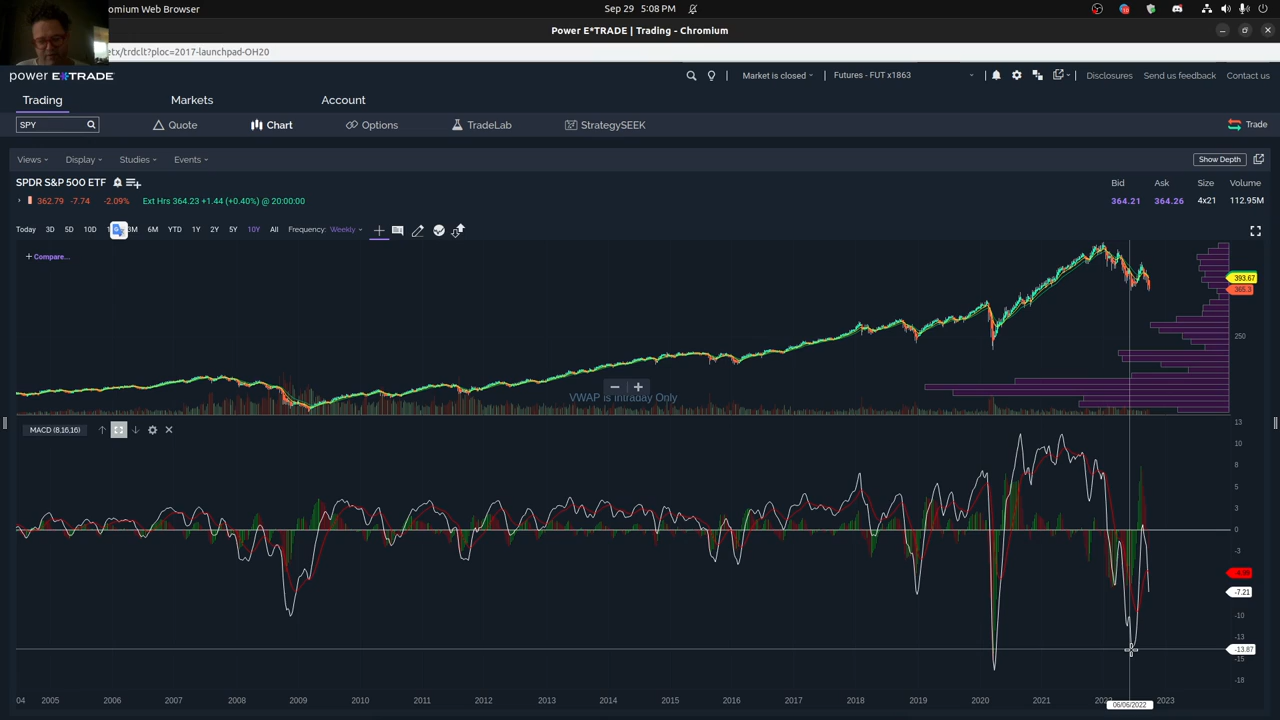 omium Web Browser
Sep 29 5:08 PM
Power E*TRADE | Trading - Chromium
etx/trdclt?ploc=2017-launchpad-OH20
power E*TRADE
Market is closed
Futures - FUT x1863
Disclosures Send us feedback Contact us
Trading Markets Account
SPY
Quote Chart Options TradeLab StrategySEEK
Trade
Views Display Studies Events
Show Depth
SPDR S&P 500 ETF
Bid Ask Size Volume
362.79 -7.74 -2.09% Ext Hrs 364.23 +1.44 (+0.40%) @ 20:00:00
364.21 364.26 4x21 112.95M
Today 3D 5D 10D 3M 6M YTD 1Y 2Y 5Y 10Y All Frequency: Weekly
+ Compare...
393.67
365.3
250
− +
VWAP is Intraday Only
MACD (8,16,16)
13
10
8
5
3
0
-3
-7.21
-10
-13
-13.87
-15
-18
04 2005 2006 2007 2008 2009 2010 2011 2012 2013 2014 2015 2016 2017 2018 2019 2020 2021 2022 2023
06/06/2022